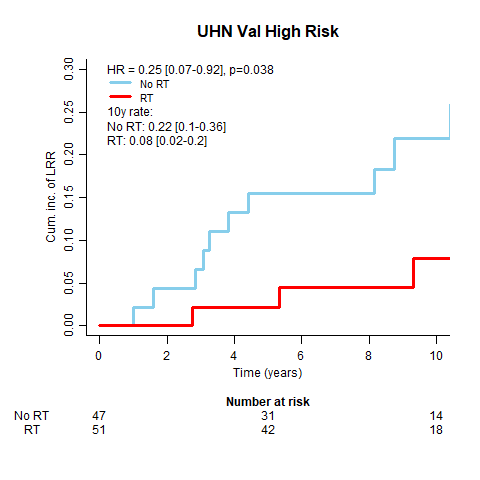 UHN Val High Risk
HR = 0.25 [0.07-0.92], p=0.038
No RT
RT
10y rate:
No RT: 0.22 [0.1-0.36]
RT: 0.08 [0.02-0.2]
Cum. inc. of LRR
0.30
0.25
0.20
0.15
0.10
0.05
0.00
0 2 4 6 8 10
Time (years)
Number at risk
No RT 47 31 14
RT 51 42 18